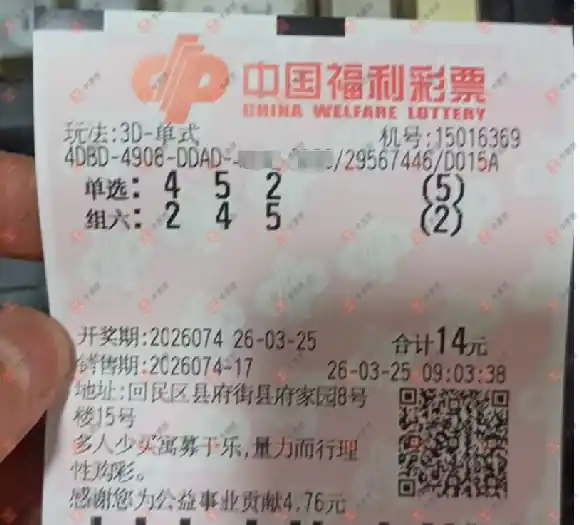 中国福利彩票
CHINA WELFARE LOTTERY
玩法:3D-单式 机号:15016369
4DBD-4908-DDAD- /29567446/D015A
单选: 4 5 2 (5)
组六: 2 4 5 (2)
开奖期:2026074 26-03-25 合计14元
销售期:2026074-17 26-03-25 09:03:38
地址:回民区县府街县府家园8号
楼15号
多人少买寓募于乐,量力而行理
性购彩。
感谢您为公益事业贡献4.76元